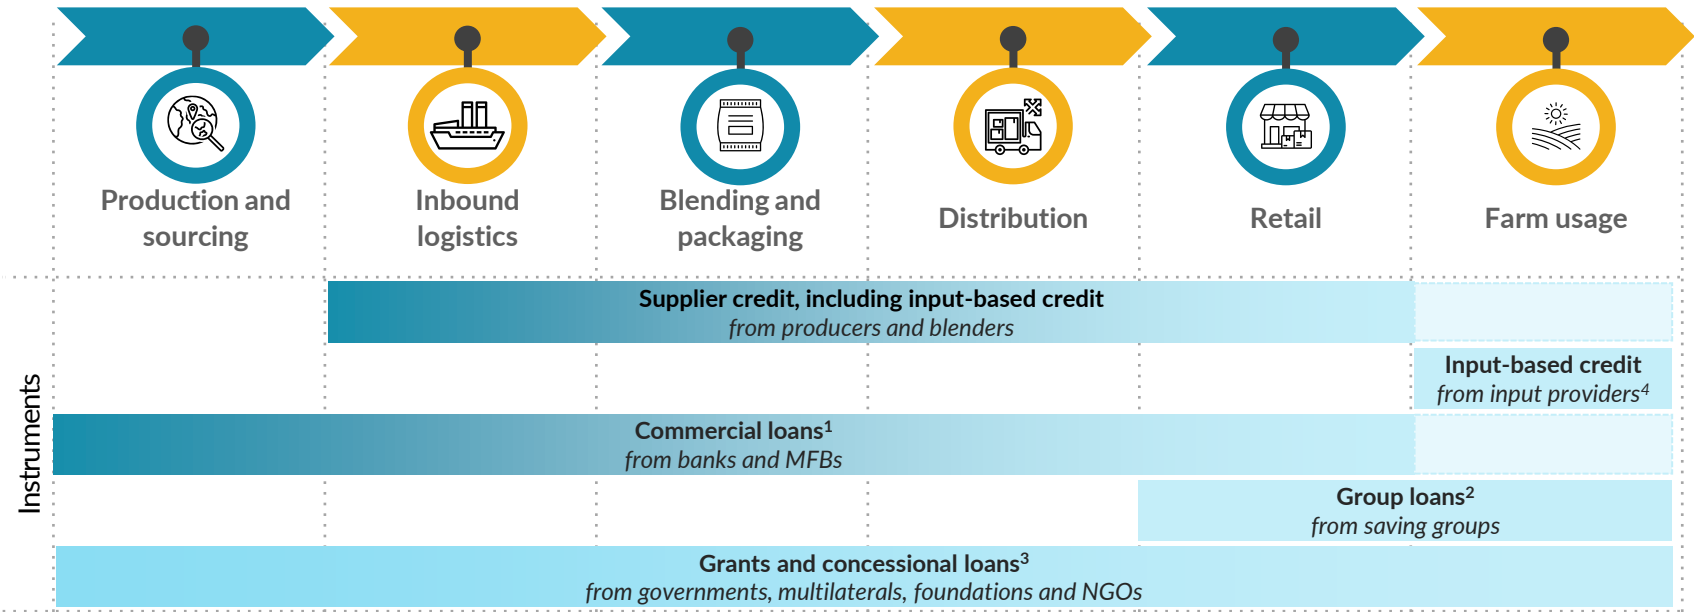 Production and
sourcing
Inbound
logistics
Blending and
packaging
Distribution
Retail
Farm usage
Instruments
Supplier credit, including input-based credit
from producers and blenders
Input-based credit
from input providers⁴
Commercial loans¹
from banks and MFBs
Group loans²
from saving groups
Grants and concessional loans³
from governments, multilaterals, foundations and NGOs